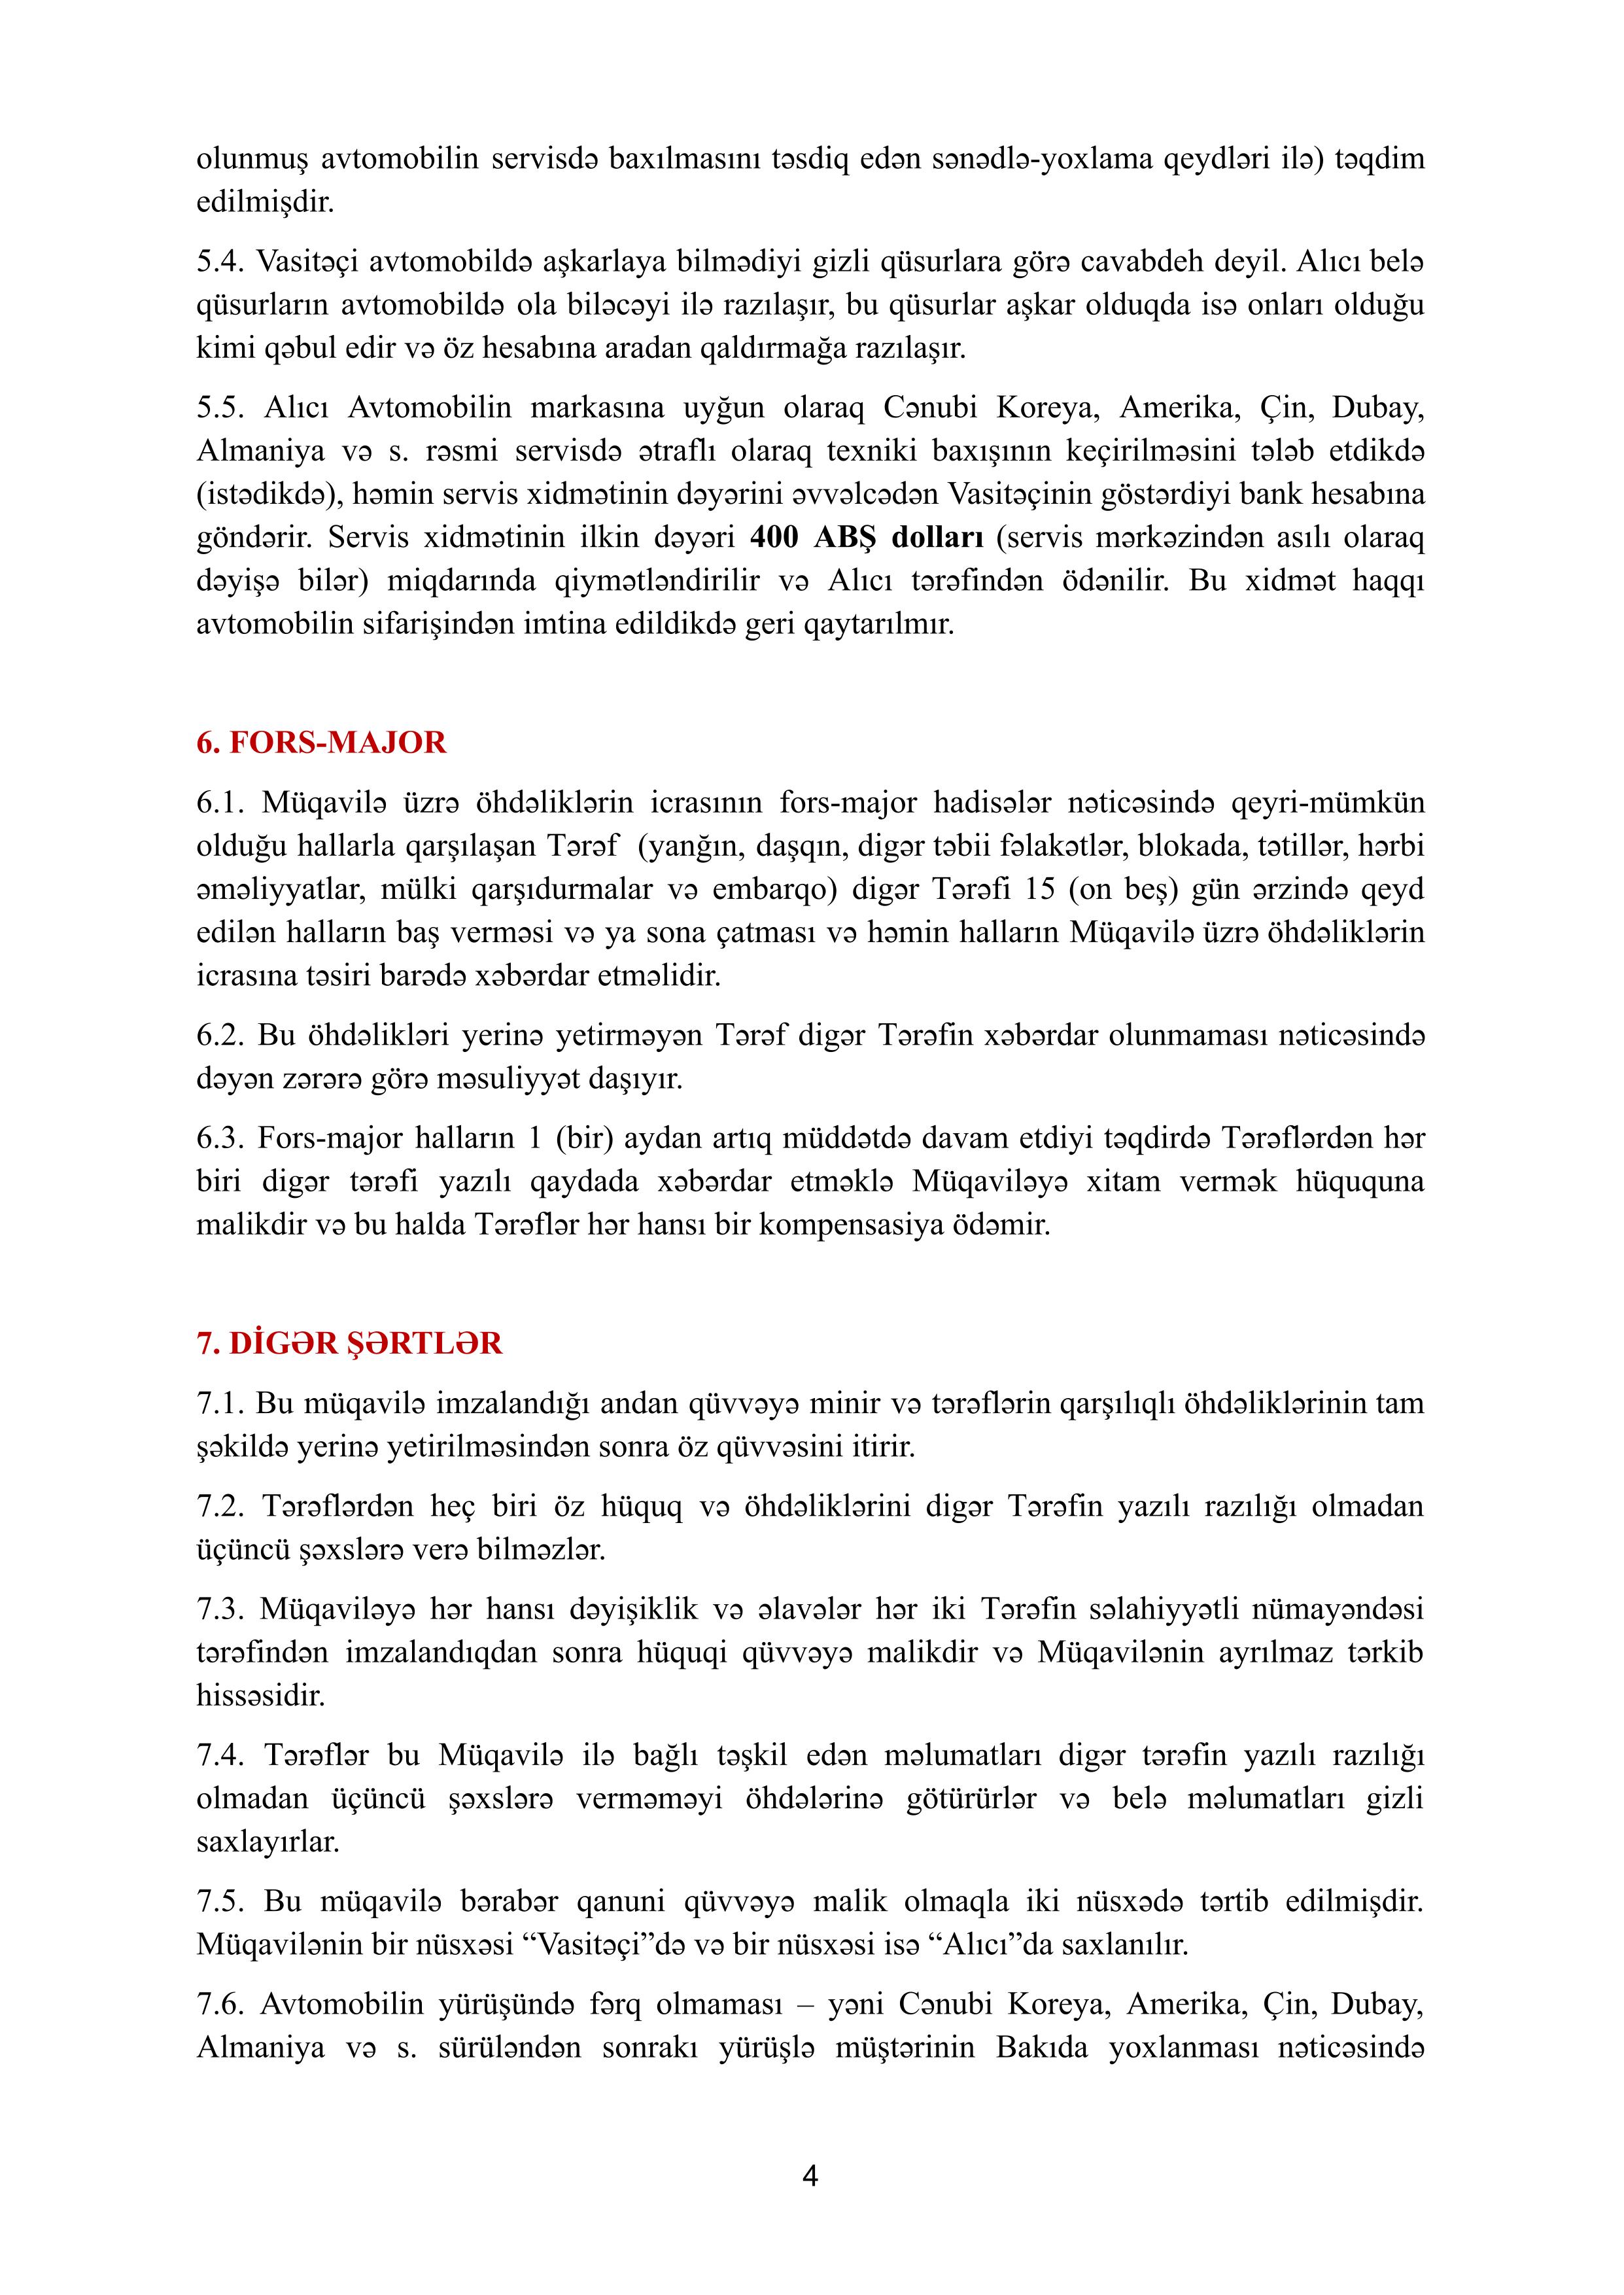 olunmuş avtomobilin servisdə baxılmasını təsdiq edən sənədlə-yoxlama qeydləri ilə) təqdim
edilmişdir.
5.4. Vasitəçi avtomobildə aşkarlaya bilmədiyi gizli qüsurlara görə cavabdeh deyil. Alıcı belə
qüsurların avtomobildə ola biləcəyi ilə razılaşır, bu qüsurlar aşkar olduqda isə onları olduğu
kimi qəbul edir və öz hesabına aradan qaldırmağa razılaşır.
5.5. Alıcı Avtomobilin markasına uyğun olaraq Cənubi Koreya, Amerika, Çin, Dubay,
Almaniya və s. rəsmi servisdə ətraflı olaraq texniki baxışının keçirilməsini tələb etdikdə
(istədikdə), həmin servis xidmətinin dəyərini əvvəlcədən Vasitəçinin göstərdiyi bank hesabına
göndərir. Servis xidmətinin ilkin dəyəri 400 ABŞ dolları (servis mərkəzindən asılı olaraq
dəyişə bilər) miqdarında qiymətləndirilir və Alıcı tərəfindən ödənilir. Bu xidmət haqqı
avtomobilin sifarişindən imtina edildikdə geri qaytarılmır.
6. FORS-MAJOR
6.1. Müqavilə üzrə öhdəliklərin icrasının fors-major hadisələr nəticəsində qeyri-mümkün
olduğu hallarla qarşılaşan Tərəf (yanğın, daşqın, digər təbii fəlakətlər, blokada, tətillər, hərbi
əməliyyatlar, mülki qarşıdurmalar və embarqo) digər Tərəfi 15 (on beş) gün ərzində qeyd
edilən halların baş verməsi və ya sona çatması və həmin halların Müqavilə üzrə öhdəliklərin
icrasına təsiri barədə xəbərdar etməlidir.
6.2. Bu öhdəlikləri yerinə yetirməyən Tərəf digər Tərəfin xəbərdar olunmaması nəticəsində
dəyən zərərə görə məsuliyyət daşıyır.
6.3. Fors-major halların 1 (bir) aydan artıq müddətdə davam etdiyi təqdirdə Tərəflərdən hər
biri digər tərəfi yazılı qaydada xəbərdar etməklə Müqaviləyə xitam vermək hüququna
malikdir və bu halda Tərəflər hər hansı bir kompensasiya ödəmir.
7. DİGƏR ŞƏRTLƏR
7.1. Bu müqavilə imzalandığı andan qüvvəyə minir və tərəflərin qarşılıqlı öhdəliklərinin tam
şəkildə yerinə yetirilməsindən sonra öz qüvvəsini itirir.
7.2. Tərəflərdən heç biri öz hüquq və öhdəliklərini digər Tərəfin yazılı razılığı olmadan
üçüncü şəxslərə verə bilməzlər.
7.3. Müqaviləyə hər hansı dəyişiklik və əlavələr hər iki Tərəfin səlahiyyətli nümayəndəsi
tərəfindən imzalandıqdan sonra hüquqi qüvvəyə malikdir və Müqavilənin ayrılmaz tərkib
hissəsidir.
7.4. Tərəflər bu Müqavilə ilə bağlı təşkil edən məlumatları digər tərəfin yazılı razılığı
olmadan üçüncü şəxslərə verməməyi öhdələrinə götürürlər və belə məlumatları gizli
saxlayırlar.
7.5. Bu müqavilə bərabər qanuni qüvvəyə malik olmaqla iki nüsxədə tərtib edilmişdir.
Müqavilənin bir nüsxəsi “Vasitəçi”də və bir nüsxəsi isə “Alıcı”da saxlanılır.
7.6. Avtomobilin yürüşündə fərq olmaması – yəni Cənubi Koreya, Amerika, Çin, Dubay,
Almaniya və s. sürüləndən sonrakı yürüşlə müştərinin Bakıda yoxlanması nəticəsində
4